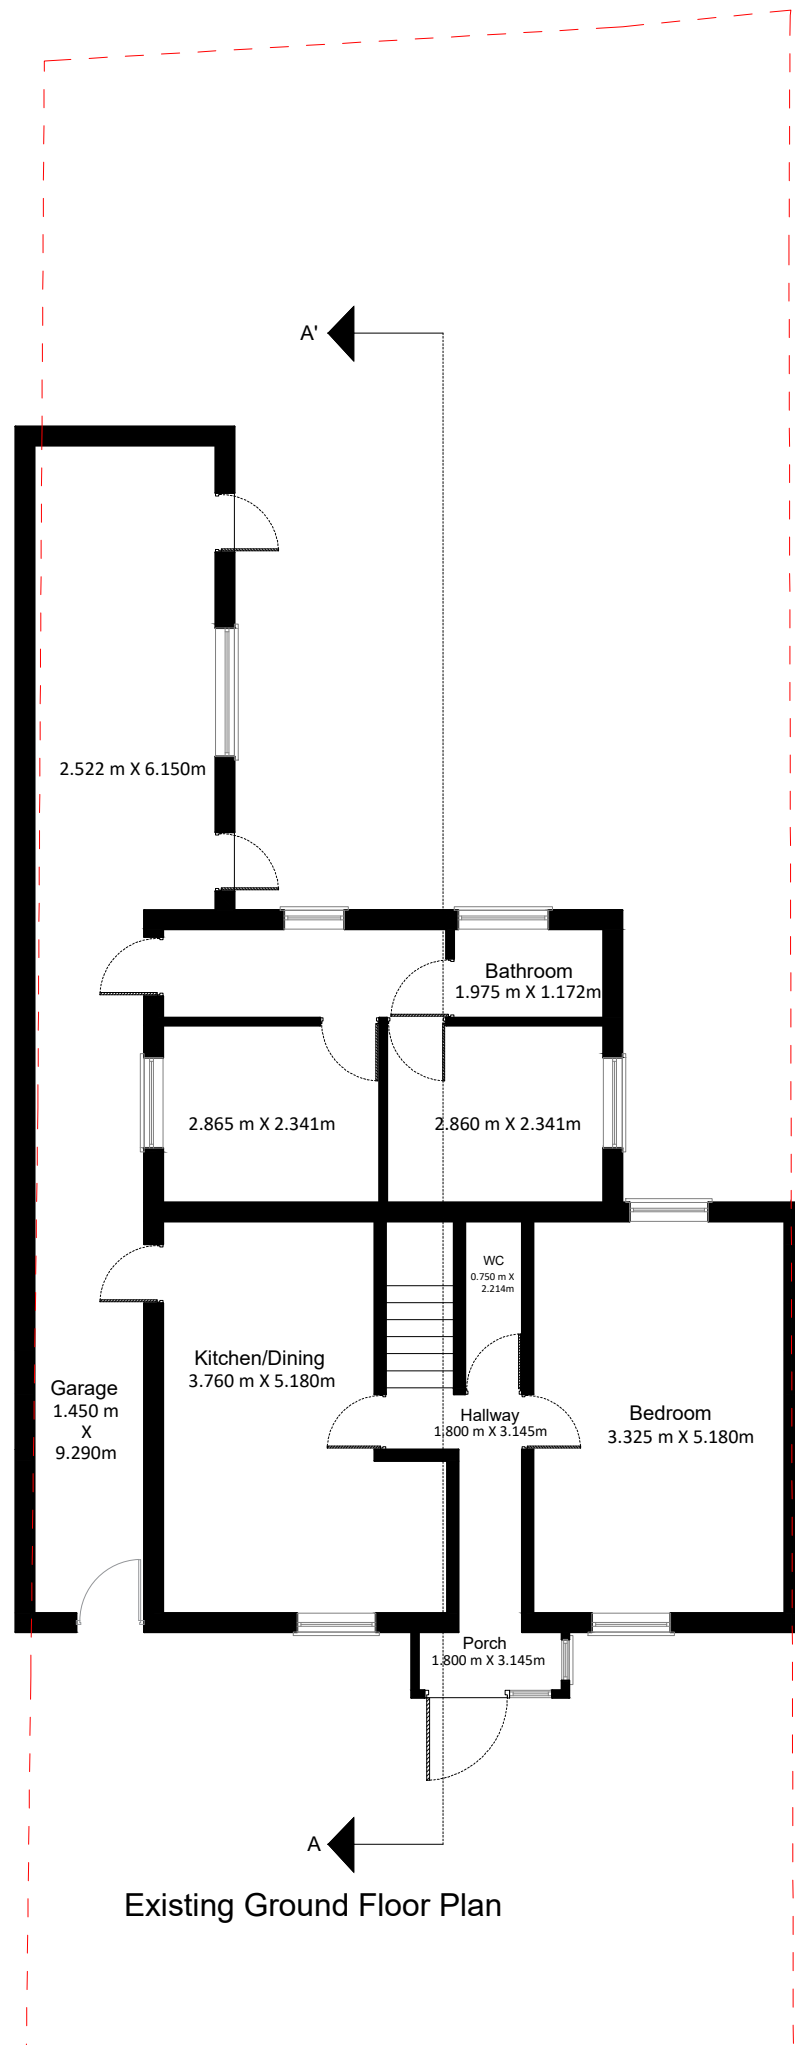 A'
2.522 m X 6.150m
Bathroom
1.975 m X 1.172m
2.865 m X 2.341m
2.860 m X 2.341m
WC
0.750 m X
2.214m
Kitchen/Dining
3.760 m X 5.180m
Garage
1.450 m
X
9.290m
Hallway
1.800 m X 3.145m
Bedroom
3.325 m X 5.180m
Porch
1.800 m X 3.145m
A
Existing Ground Floor Plan